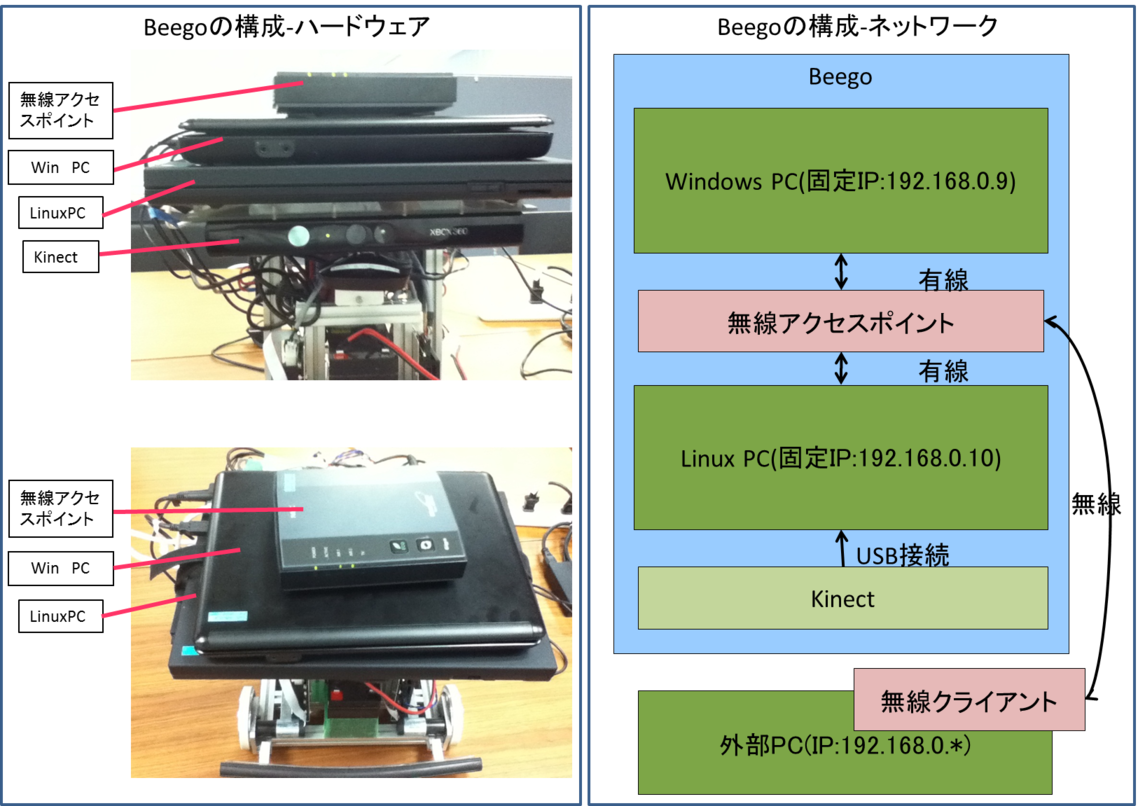 Beegoの構成-ハードウェア
無線アクセ
スポイント
Win PC
LinuxPC
Kinect
XBOX 360
無線アクセ
スポイント
Win PC
LinuxPC
Beegoの構成-ネットワーク
Beego
Windows PC(固定IP:192.168.0.9)
有線
無線アクセスポイント
有線
Linux PC(固定IP:192.168.0.10)
無線
USB接続
Kinect
無線クライアント
外部PC(IP:192.168.0.*)